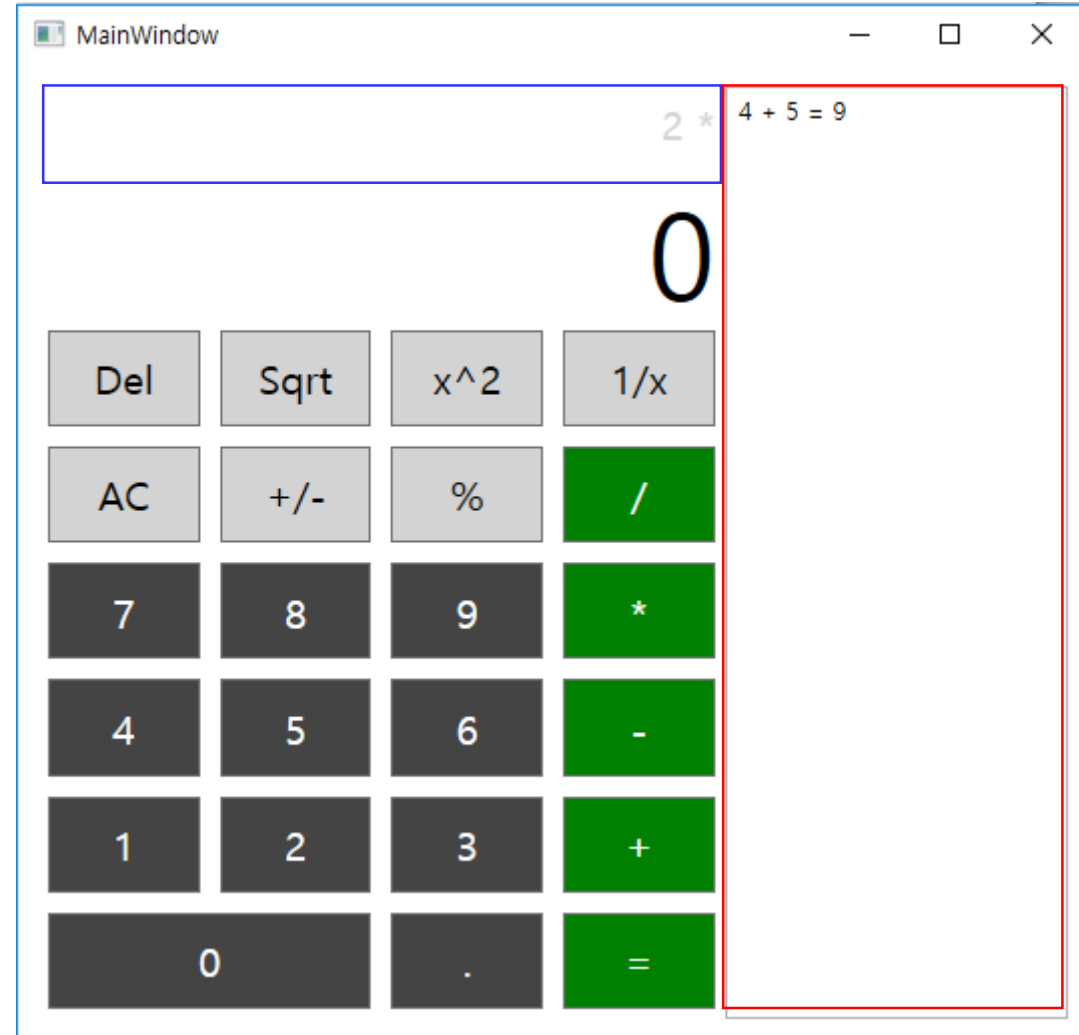 MainWindow
2 *
4 + 5 = 9
0
Del Sqrt x^2 1/x
AC +/- % /
7 8 9 *
4 5 6 -
1 2 3 +
0 . =